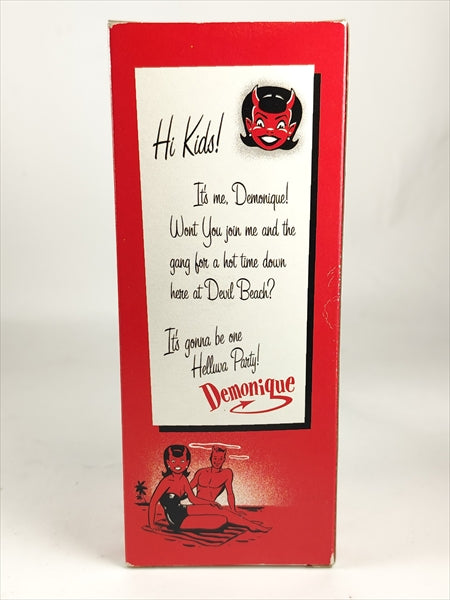 Hi Kids!
It's me, Demonique!
Wont You join me and the
gang for a hot time down
here at Devil Beach?
It's gonna be one
Helluva Party!
Demonique